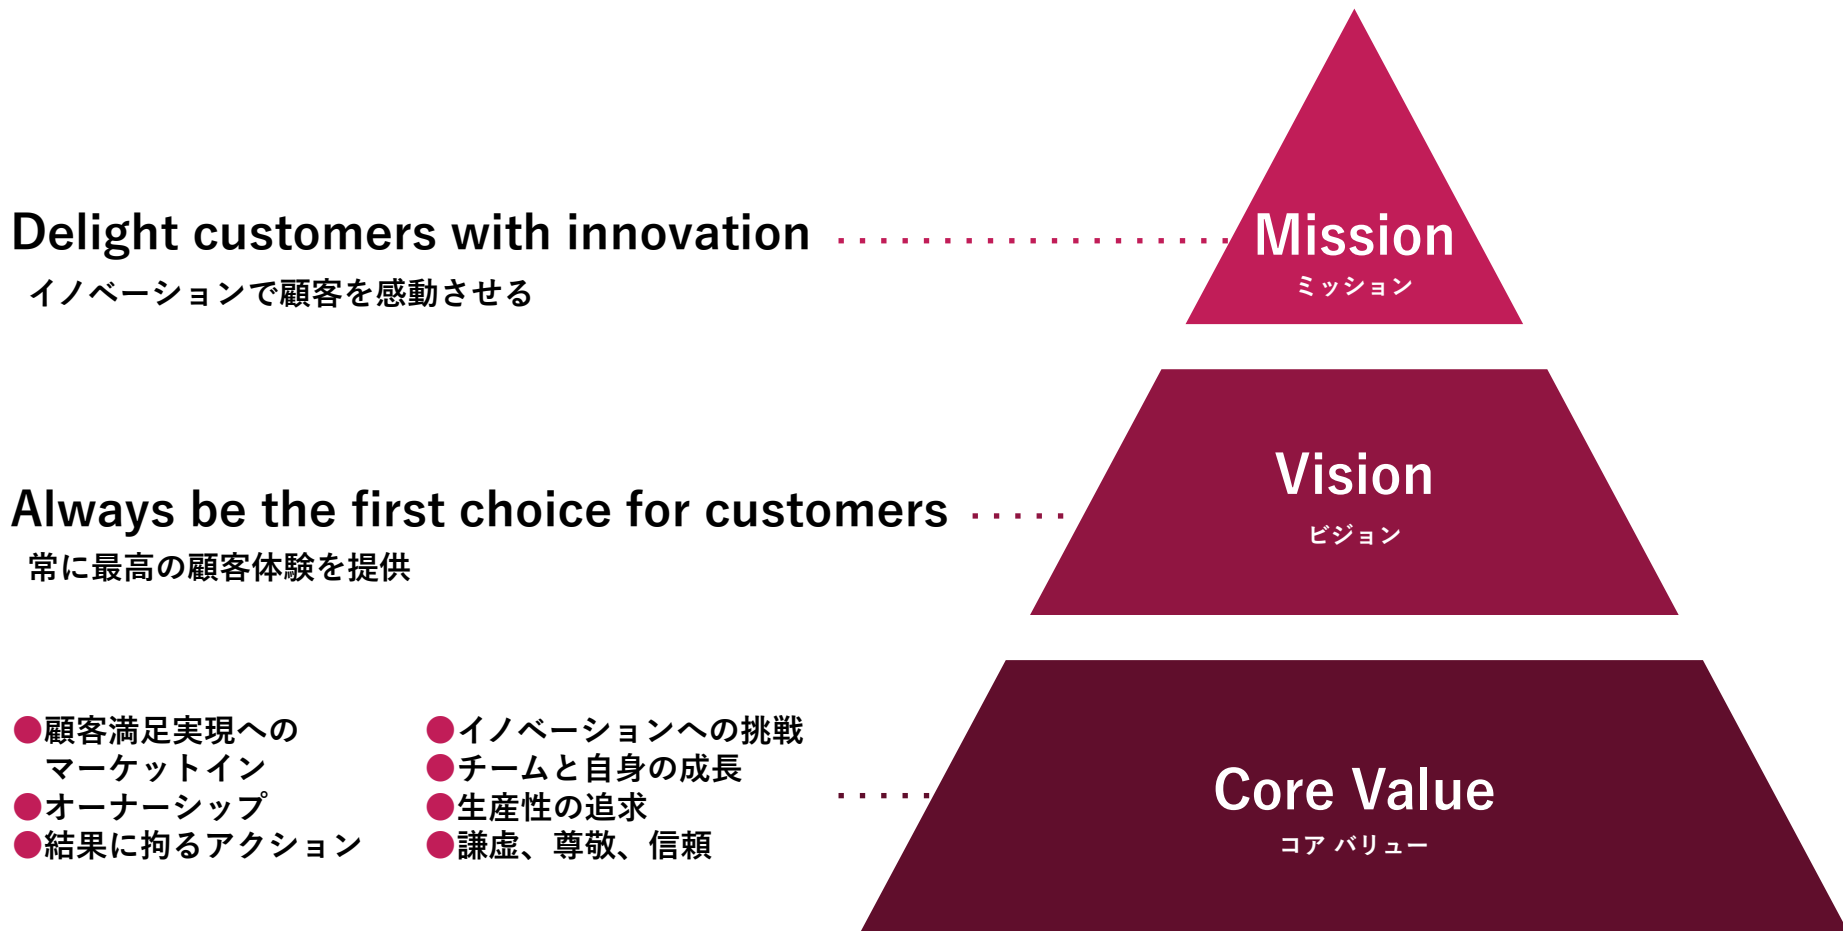 Delight customers with innovation
イノベーションで顧客を感動させる
Mission
ミッション
Always be the first choice for customers
常に最高の顧客体験を提供
Vision
ビジョン
●顧客満足実現への
マーケットイン
●オーナーシップ
●結果に拘るアクション
●イノベーションへの挑戦
●チームと自身の成長
●生産性の追求
●謙虚、尊敬、信頼
Core Value
コア バリュー